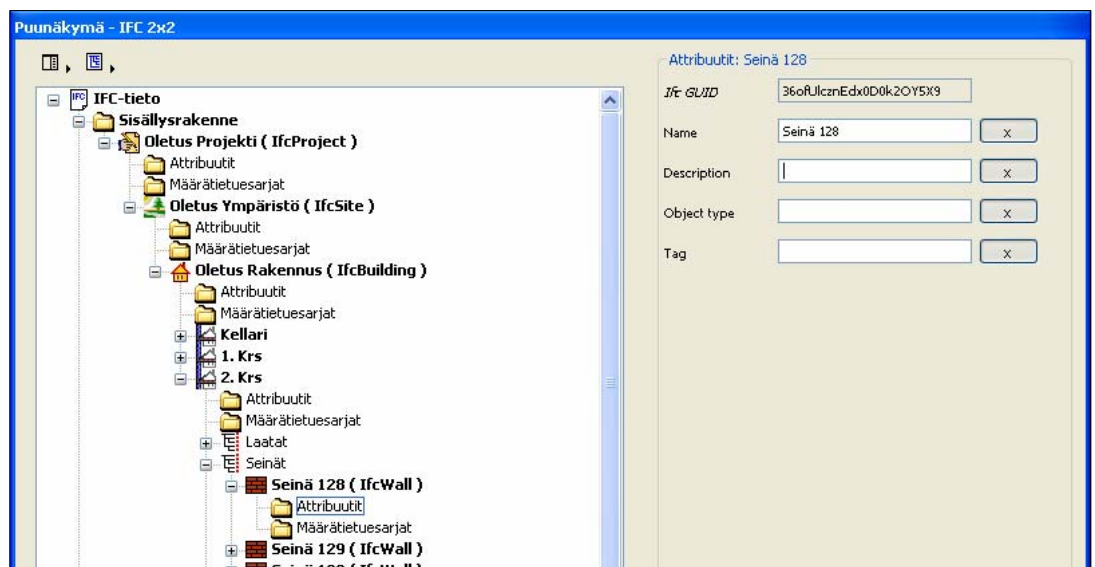 Puunäkymä - IFC 2x2
IFC-tieto
Sisällysrakenne
Oletus Projekti ( IfcProject )
Attribuutit
Määrätietuesarjat
Oletus Ympäristö ( IfcSite )
Attribuutit
Määrätietuesarjat
Oletus Rakennus ( IfcBuilding )
Attribuutit
Määrätietuesarjat
Kellari
1. Krs
2. Krs
Attribuutit
Määrätietuesarjat
Laatat
Seinät
Seinä 128 ( IfcWall )
Attribuutit
Määrätietuesarjat
Seinä 129 ( IfcWall )
Attribuutit: Seinä 128
Ifc GUID
Name Seinä 128 x
Description x
Object type x
Tag x